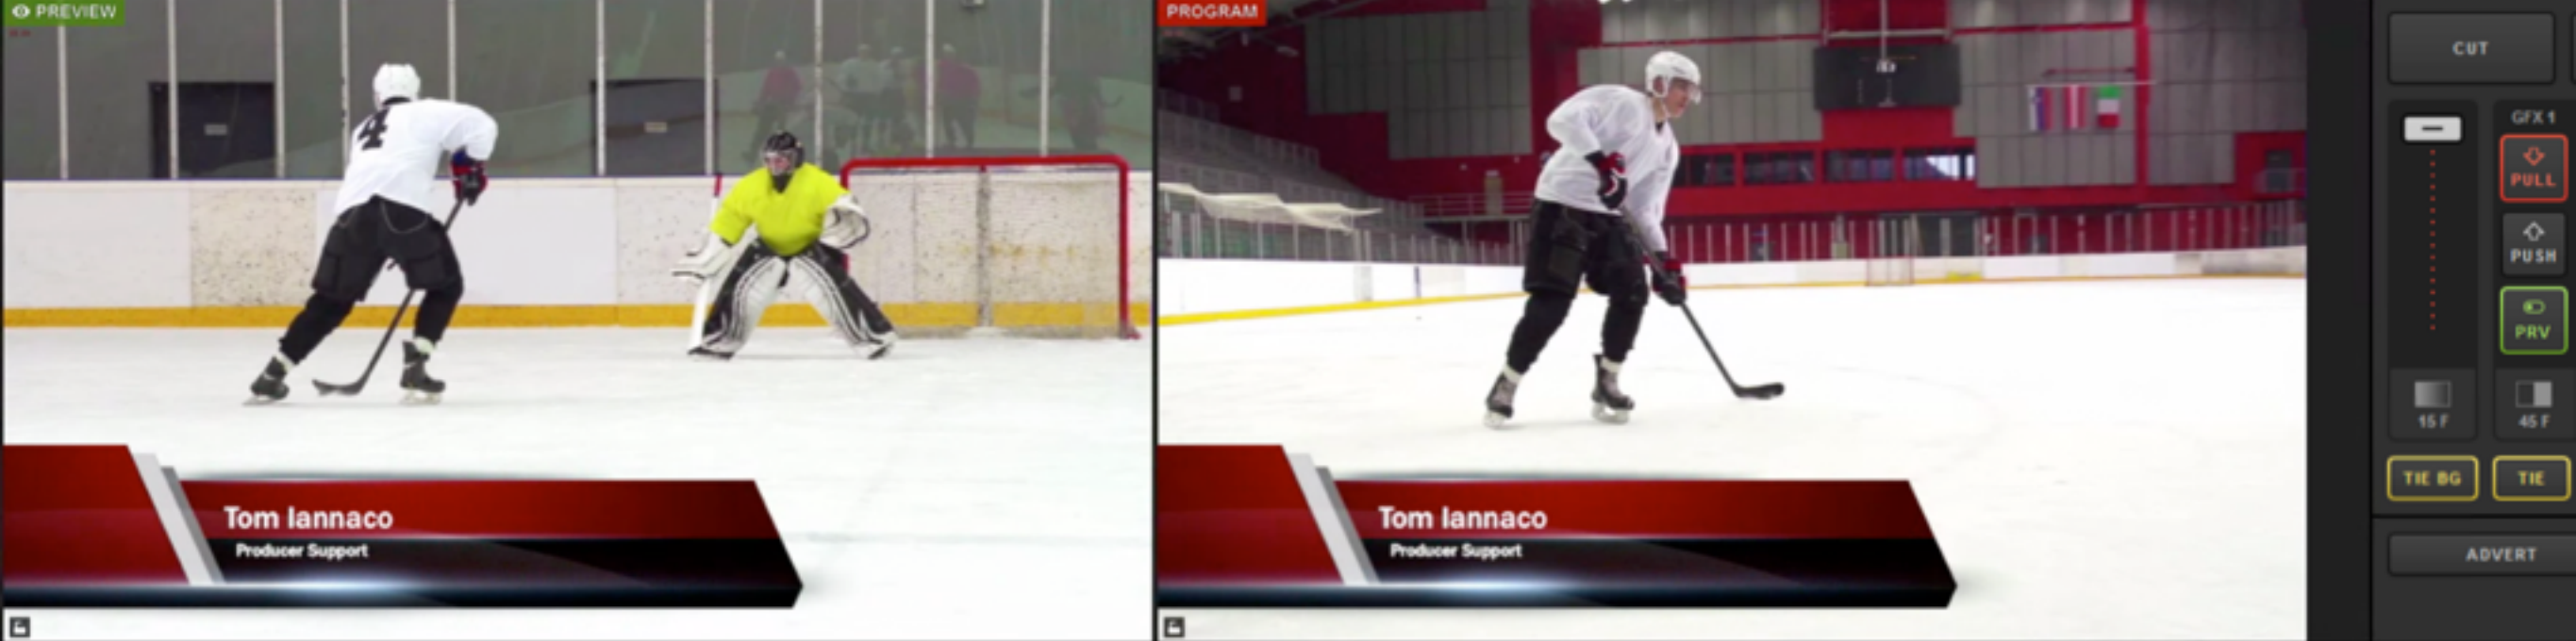 PREVIEW
4
Tom Iannaco
Producer Support
PROGRAM
Tom Iannaco
Producer Support
CUT
GFX 1
PULL
PUSH
PRV
15 F
45 F
TIE BG
TIE
ADVERT